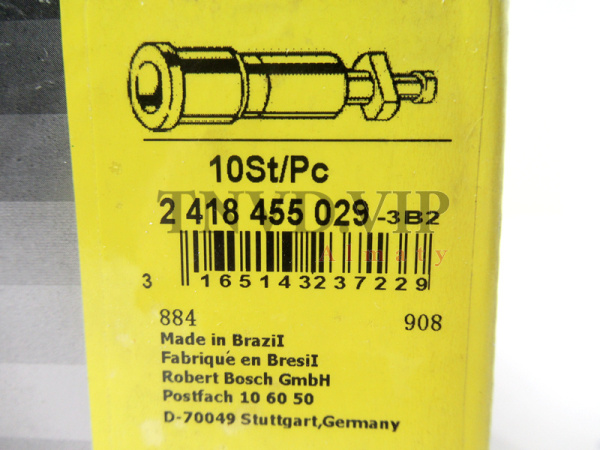 10St/Pc
TNVD.VIP
2 418 455 029-3B2
Almaty
3 165143237229
884
908
Made in BraziI
Fabriqué en BresiI
Robert Bosch GmbH
Postfach 10 60 50
D-70049 Stuttgart,Germany